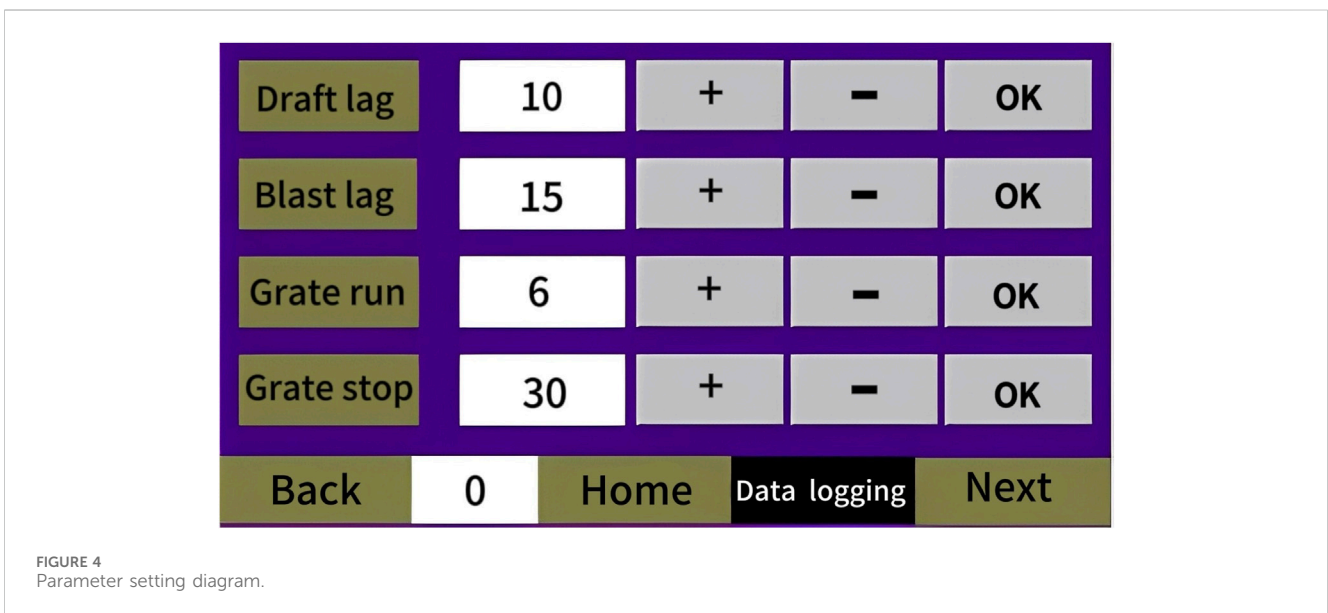 Draft lag 10 + - OK
Blast lag 15 + - OK
Grate run 6 + - OK
Grate stop 30 + - OK
Back 0 Home Data logging Next
FIGURE 4
Parameter setting diagram.